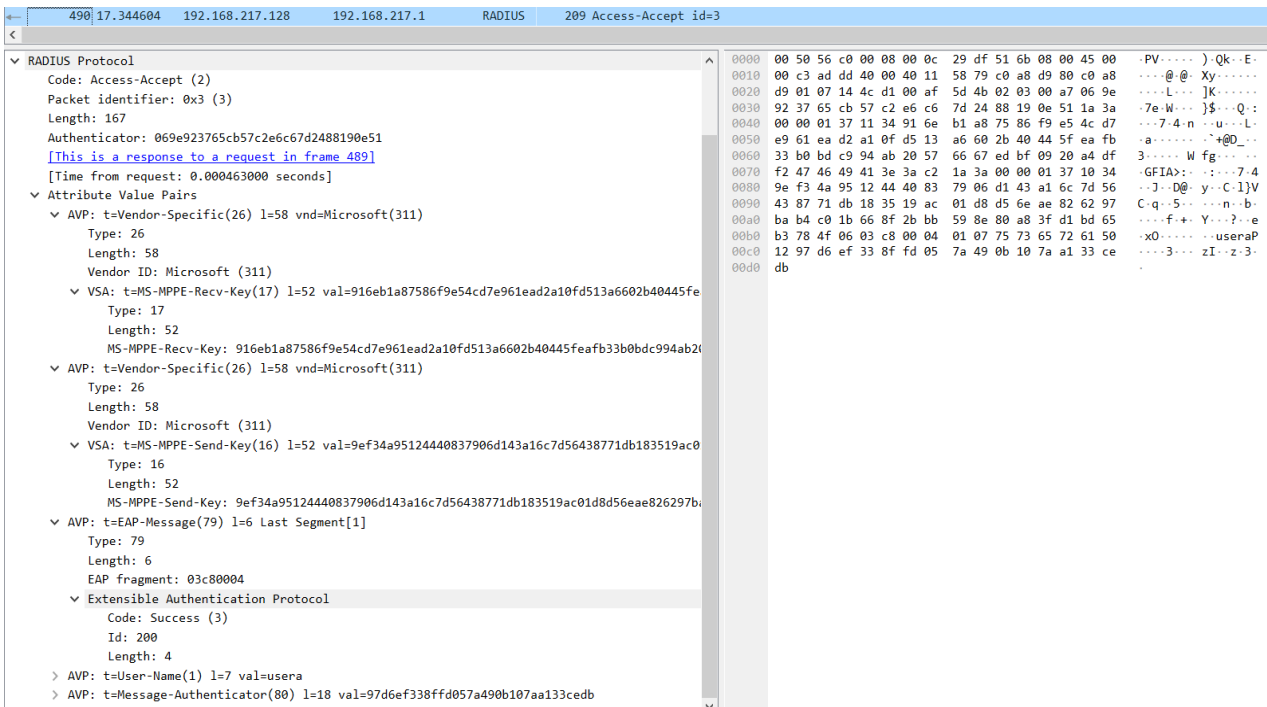 490 17.344604 192.168.217.128 192.168.217.1 RADIUS 209 Access-Accept id=3
RADIUS Protocol
Code: Access-Accept (2)
Packet identifier: 0x3 (3)
Length: 167
Authenticator: 069e923765cb57c2e6c67d2488190e51
[This is a response to a request in frame 489]
[Time from request: 0.000463000 seconds]
Attribute Value Pairs
AVP: t=Vendor-Specific(26) l=58 vnd=Microsoft(311)
Type: 26
Length: 58
Vendor ID: Microsoft (311)
VSA: t=MS-MPPE-Recv-Key(17) l=52 val=916eb1a87586f9e54cd7e961ead2a10fd513a6602b40445fe
Type: 17
Length: 52
MS-MPPE-Recv-Key: 916eb1a87586f9e54cd7e961ead2a10fd513a6602b40445feafb33b0bdc994ab2
AVP: t=Vendor-Specific(26) l=58 vnd=Microsoft(311)
Type: 26
Length: 58
Vendor ID: Microsoft (311)
VSA: t=MS-MPPE-Send-Key(16) l=52 val=9ef34a95124440837906d143a16c7d56438771db183519ac0
Type: 16
Length: 52
MS-MPPE-Send-Key: 9ef34a95124440837906d143a16c7d56438771db183519ac01d8d56eae826297b
AVP: t=EAP-Message(79) l=6 Last Segment[1]
Type: 79
Length: 6
EAP fragment: 03c80004
Extensible Authentication Protocol
Code: Success (3)
Id: 200
Length: 4
AVP: t=User-Name(1) l=7 val=usera
AVP: t=Message-Authenticator(80) l=18 val=97d6ef338ffd057a490b107aa133cedb
0000 00 50 56 c0 00 08 00 0c 29 df 51 6b 08 00 45 00 ·PV·····)·Qk··E·
0010 00 c3 ad dd 40 00 40 11 58 79 c0 a8 d9 80 c0 a8 ····@·@·Xy······
0020 d9 01 07 14 4c d1 00 af 5d 4b 02 03 00 a7 06 9e ····L···]K······
0030 92 37 65 cb 57 c2 e6 c6 7d 24 88 19 0e 51 1a 3a ·7e·W···}$···Q·:
0040 00 00 01 37 11 34 91 6e b1 a8 75 86 f9 e5 4c d7 ···7·4·n··u···L·
0050 e9 61 ea d2 a1 0f d5 13 a6 60 2b 40 44 5f ea fb ·a·······`+@D_··
0060 33 b0 bd c9 94 ab 20 57 66 67 ed bf 09 20 a4 df 3····· Wfg··· ··
0070 f2 47 46 49 41 3e 3a c2 1a 3a 00 00 01 37 10 34 ·GFIA>:··:···7·4
0080 9e f3 4a 95 12 44 40 83 79 06 d1 43 a1 6c 7d 56 ··J··D@·y··C·l}V
0090 43 87 71 db 18 35 19 ac 01 d8 d5 6e ae 82 62 97 C·q··5·····n··b·
00a0 ba b4 c0 1b 66 8f 2b bb 59 8e 80 a8 3f d1 bd 65 ····f·+·Y···?··e
00b0 b3 78 4f 06 03 c8 00 04 01 07 75 73 65 72 61 50 ·xO·······useraP
00c0 12 97 d6 ef 33 8f fd 05 7a 49 0b 10 7a a1 33 ce ····3···zI··z·3·
00d0 db ·